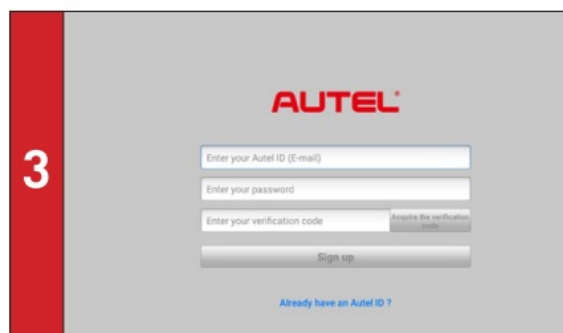 3
AUTEL®
Enter your Autel ID (E-mail)
Enter your password
Enter your verification code
Acquire the verification
code
Sign up
Already have an Autel ID ?